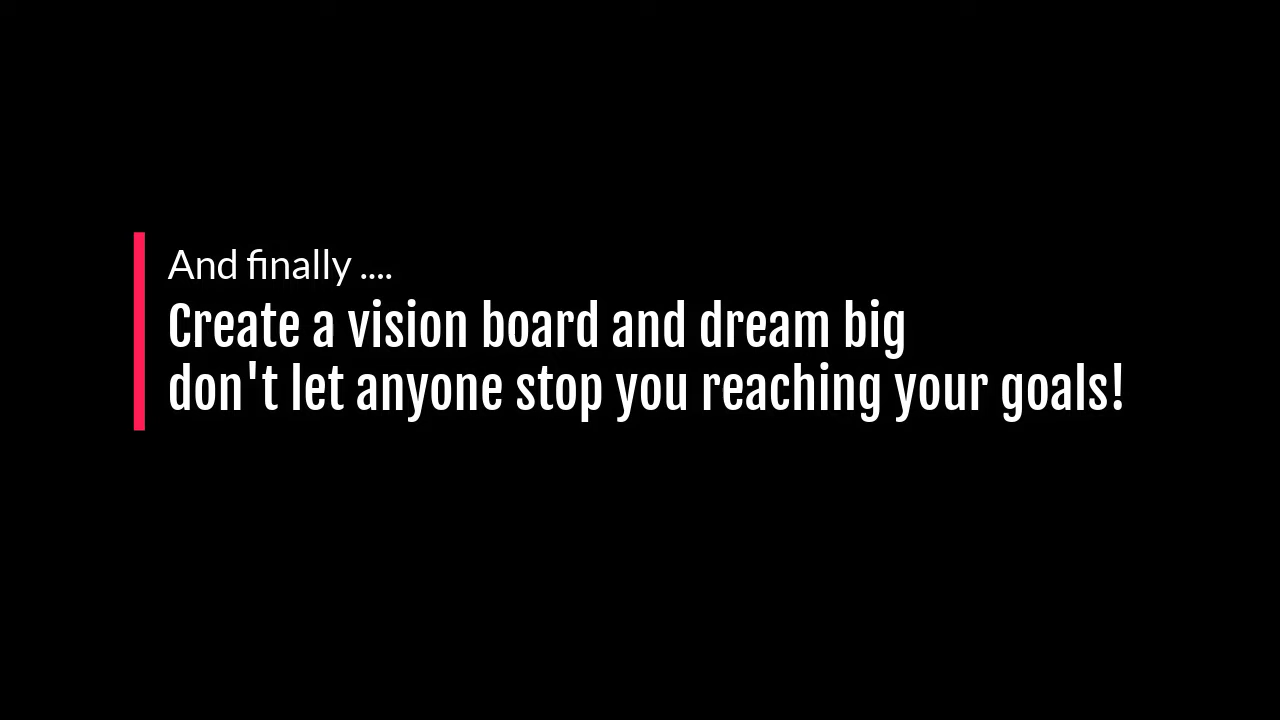 And finally ....
Create a vision board and dream big
don't let anyone stop you reaching your goals!